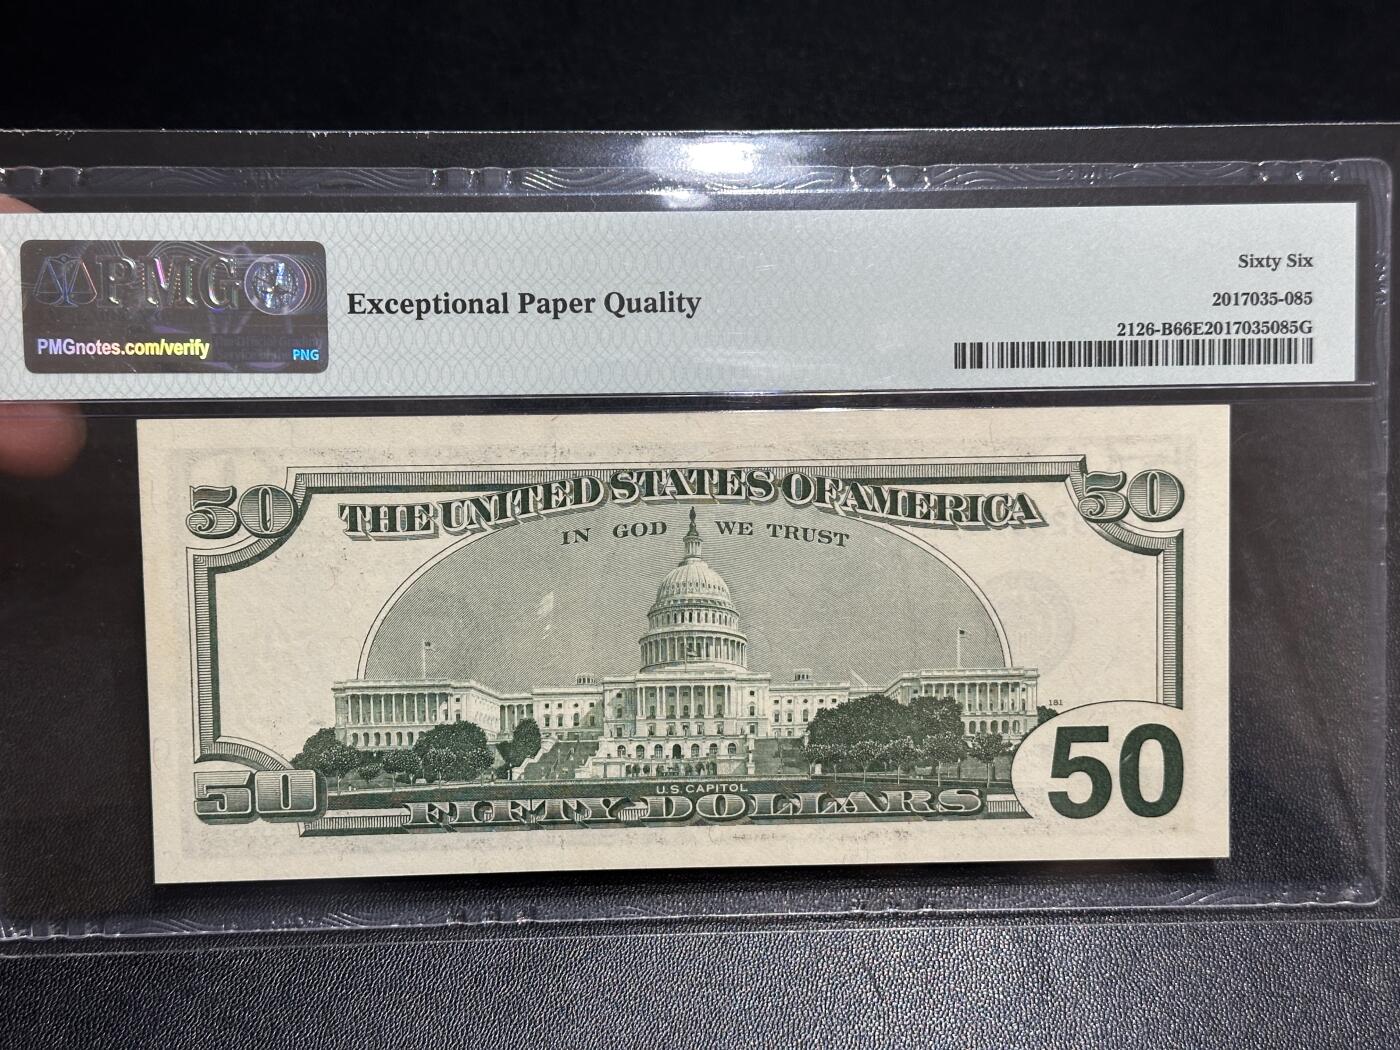 PMG
PMGnotes.com/verify
PNG
Exceptional Paper Quality
Sixty Six
2017035-085
2126-B66E2017035085G
50
THE UNITED STATES OF AMERICA
50
IN GOD WE TRUST
181
U.S. CAPITOL
50
FIFTY DOLLARS
50